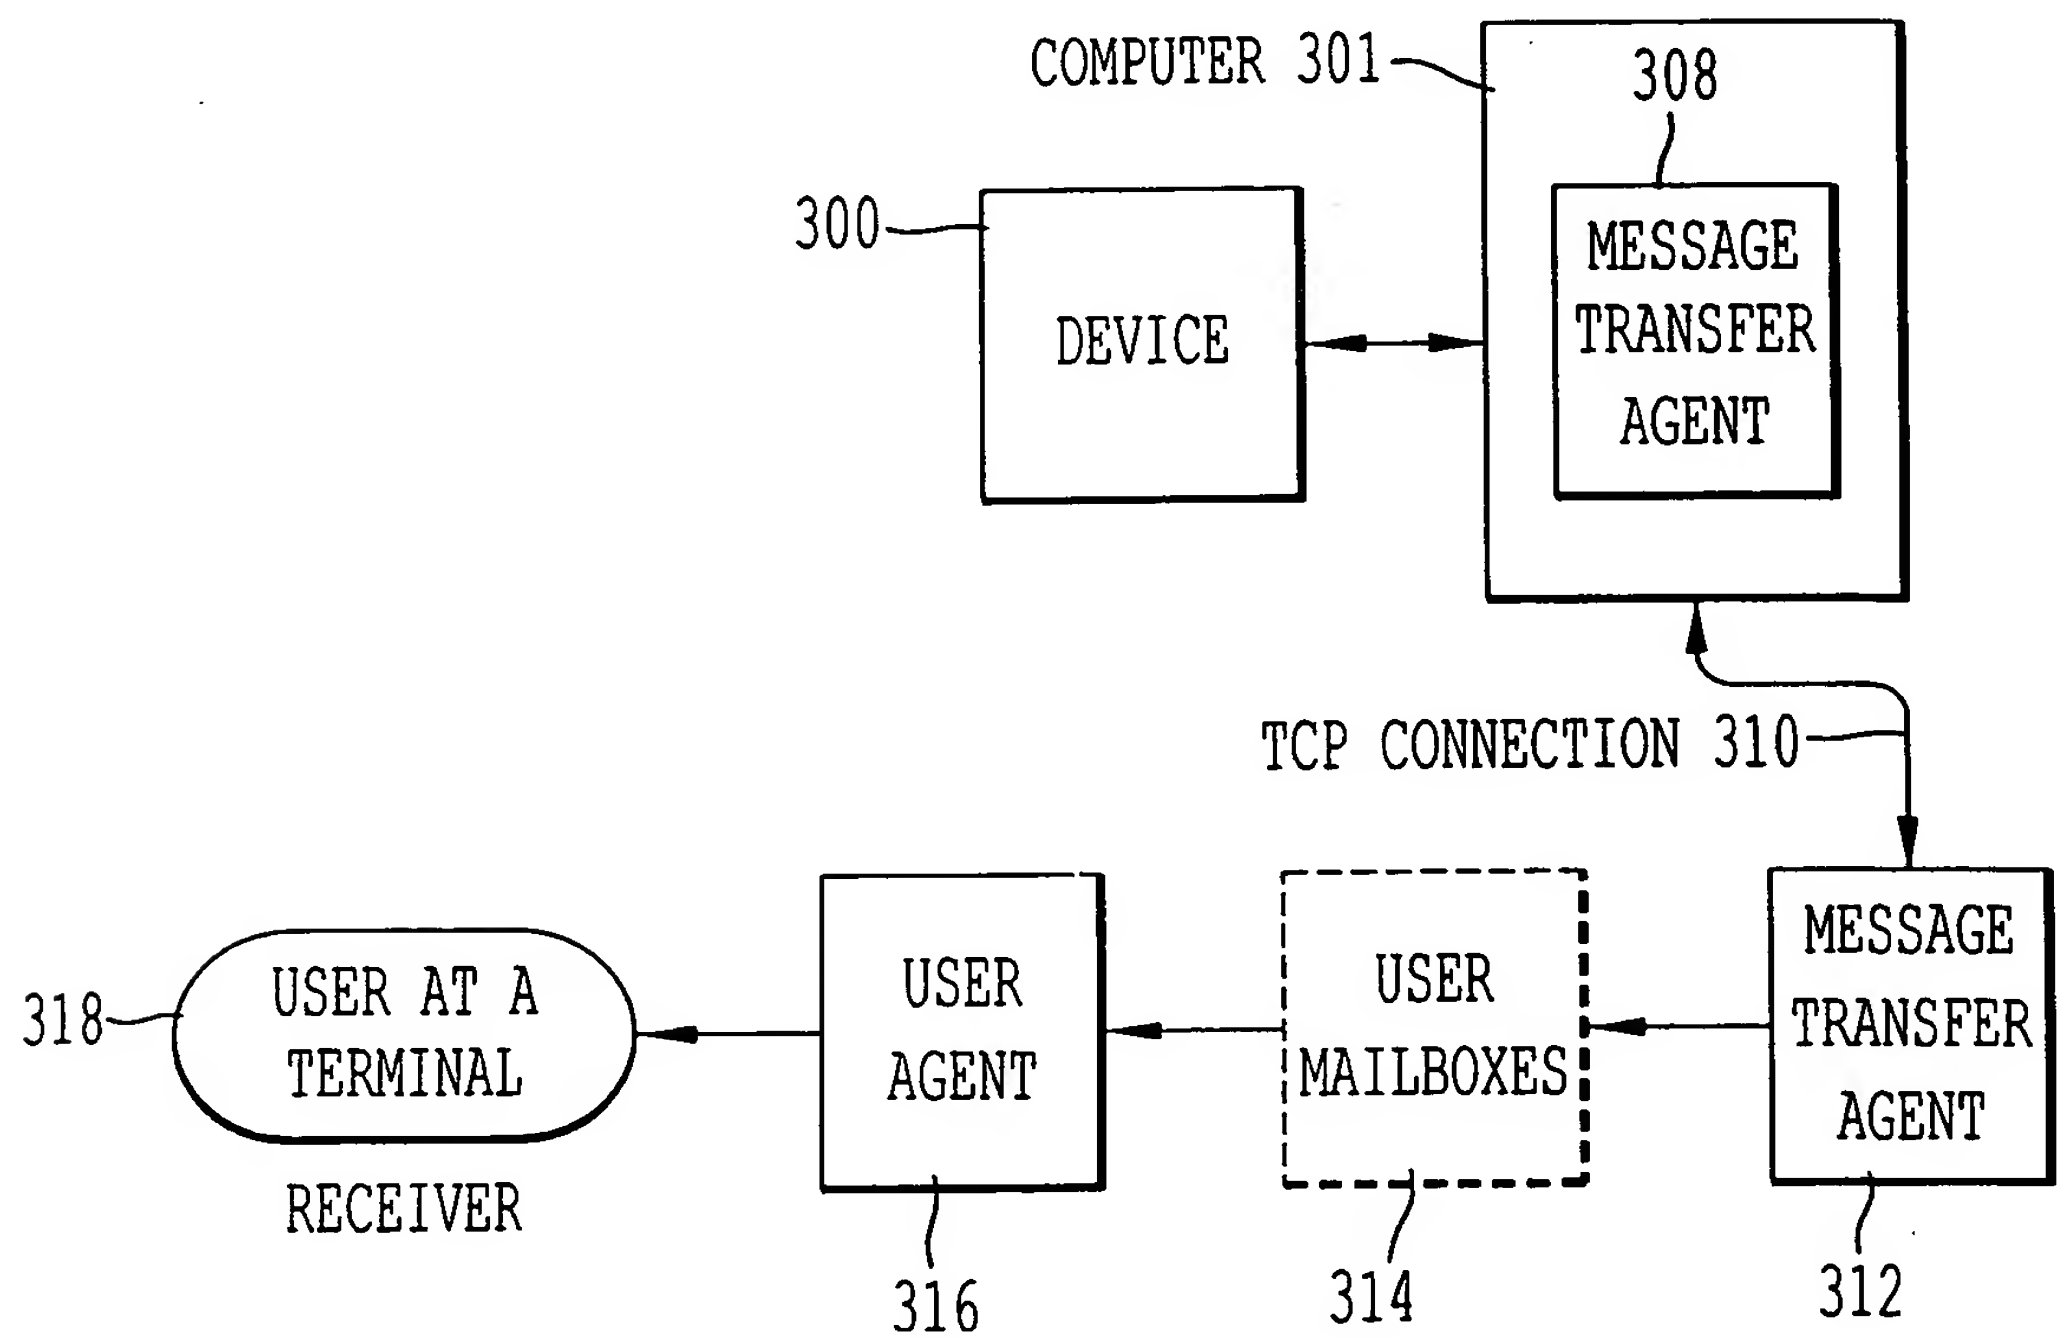 COMPUTER 301
308
300
DEVICE
MESSAGE
TRANSFER
AGENT
TCP CONNECTION 310
318
USER AT A
TERMINAL
RECEIVER
USER
AGENT
316
USER
MAILBOXES
314
MESSAGE
TRANSFER
AGENT
312